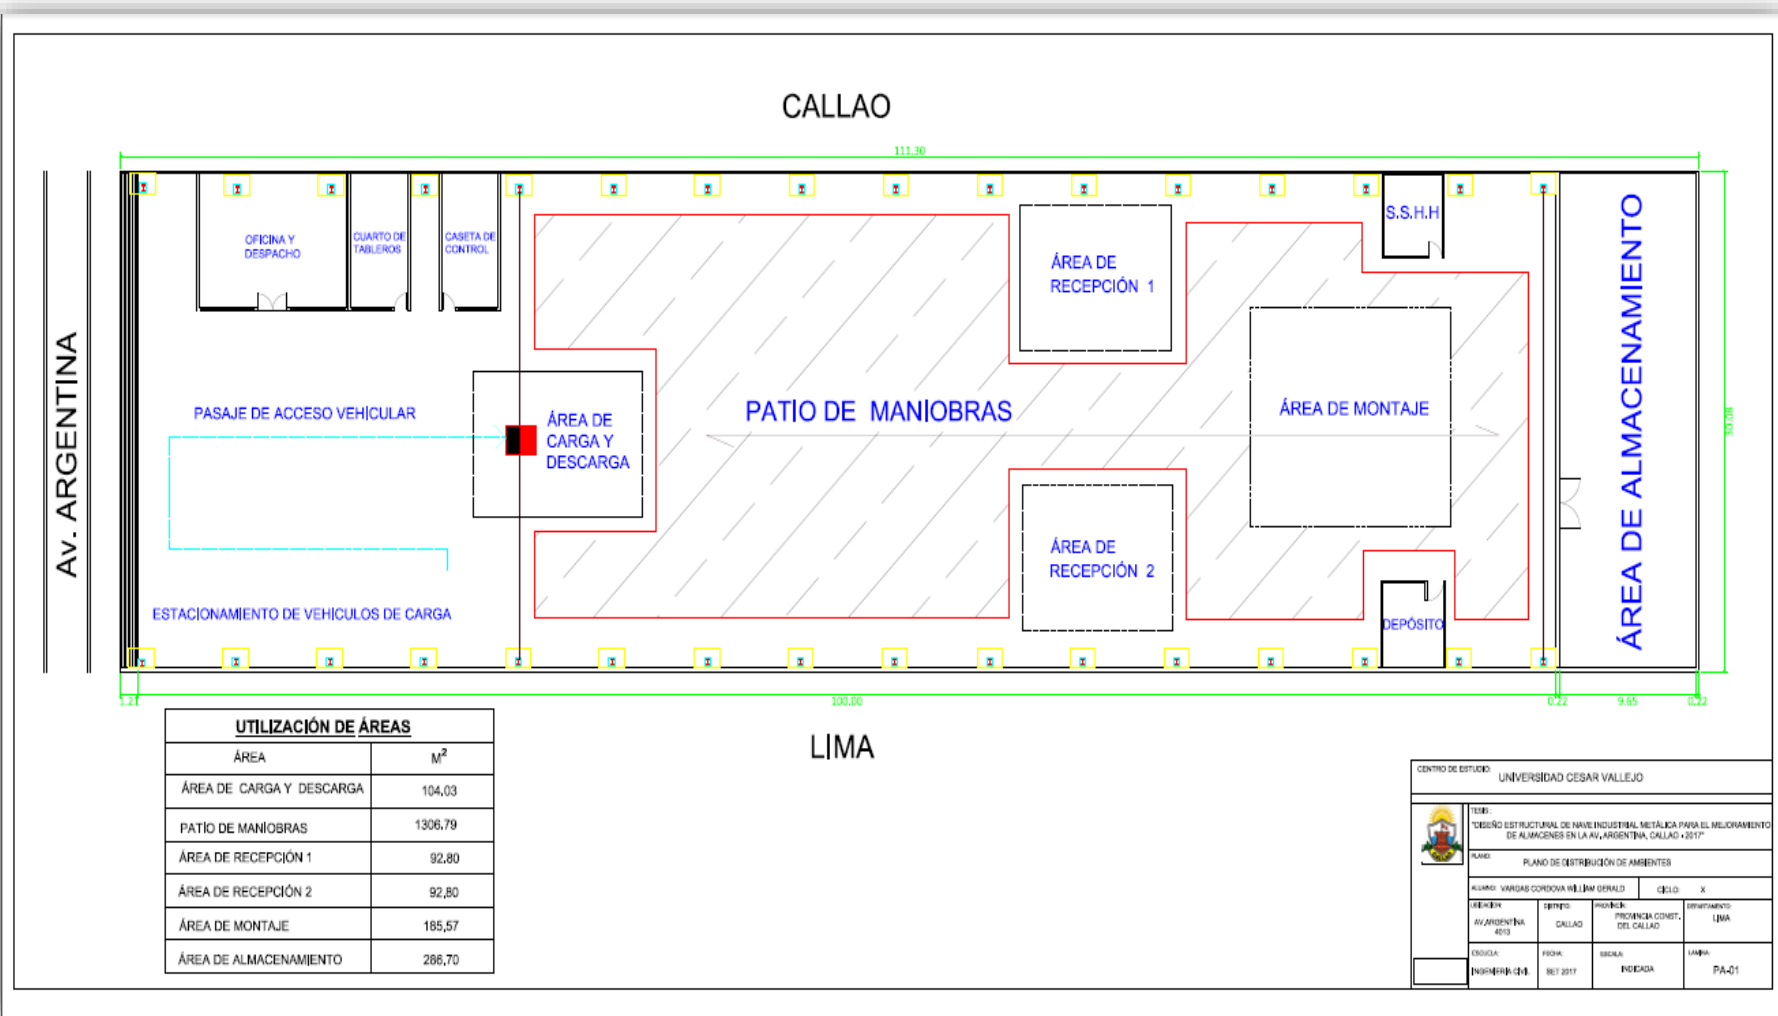 CALLAO
111.30
Av. ARGENTINA
OFICINA Y
DESPACHO
CUARTO DE
TABLEROS
CASETA DE
CONTROL
ÁREA DE
RECEPCIÓN 1
S.S.H.H
ÁREA DE ALMACENAMIENTO
PASAJE DE ACCESO VEHICULAR
ÁREA DE
CARGA Y
DESCARGA
PATIO DE MANIOBRAS
ÁREA DE MONTAJE
30.08
ÁREA DE
RECEPCIÓN 2
ESTACIONAMIENTO DE VEHICULOS DE CARGA
DEPÓSITO
1.21
100.00
0.22
9.65
0.22
LIMA
UTILIZACIÓN DE ÁREAS
ÁREA M²
ÁREA DE CARGA Y DESCARGA 104,03
PATIO DE MANIOBRAS 1306.79
ÁREA DE RECEPCIÓN 1 92.80
ÁREA DE RECEPCIÓN 2 92,80
ÁREA DE MONTAJE 185,57
ÁREA DE ALMACENAMIENTO 286,70
CENTRO DE ESTUDIO: UNIVERSIDAD CESAR VALLEJO
TESIS:
"DISEÑO ESTRUCTURAL DE NAVE INDUSTRIAL METÁLICA PARA EL MEJORAMIENTO
DE ALMACENES EN LA AV. ARGENTINA, CALLAO - 2017"
PLANO: PLANO DE DISTRIBUCIÓN DE AMBIENTES
ALUMNO: VARGAS CORDOVA WILLIAM GERALD CICLO: X
UBICACIÓN: AV.ARGENTINA
4013
DISTRITO: CALLAO
PROVINCIA: PROVINCIA CONST.
DEL CALLAO
DEPARTAMENTO: LIMA
ESCUELA: INGENIERÍA CIVIL
FECHA: SET 2017
ESCALA: INDICADA
LAMINA: PA-01